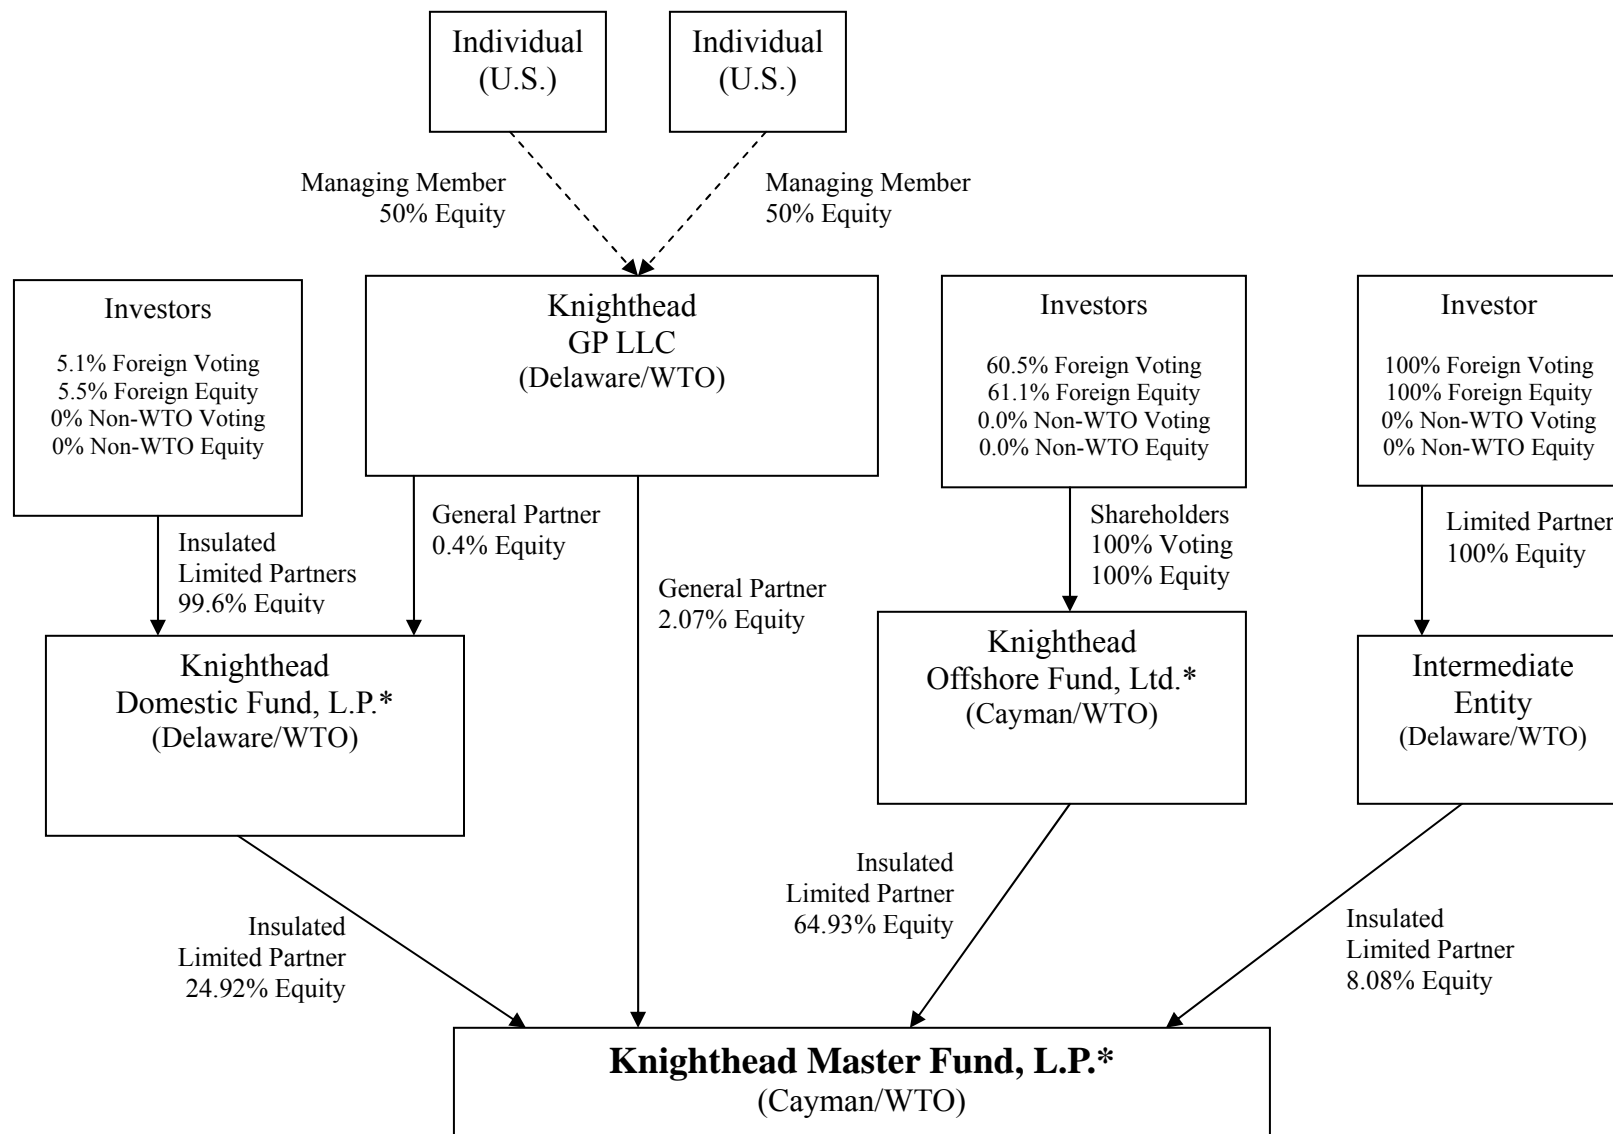 Individual
(U.S.)
Individual
(U.S.)
Managing Member
50% Equity
Managing Member
50% Equity
Investors
5.1% Foreign Voting
5.5% Foreign Equity
0% Non-WTO Voting
0% Non-WTO Equity
Knighthead
GP LLC
(Delaware/WTO)
Investors
60.5% Foreign Voting
61.1% Foreign Equity
0.0% Non-WTO Voting
0.0% Non-WTO Equity
Investor
100% Foreign Voting
100% Foreign Equity
0% Non-WTO Voting
0% Non-WTO Equity
Insulated
Limited Partners
99.6% Equity
General Partner
0.4% Equity
General Partner
2.07% Equity
Shareholders
100% Voting
100% Equity
Limited Partner
100% Equity
Knighthead
Domestic Fund, L.P.*
(Delaware/WTO)
Knighthead
Offshore Fund, Ltd.*
(Cayman/WTO)
Intermediate
Entity
(Delaware/WTO)
Insulated
Limited Partner
24.92% Equity
Insulated
Limited Partner
64.93% Equity
Insulated
Limited Partner
8.08% Equity
Knighthead Master Fund, L.P.*
(Cayman/WTO)